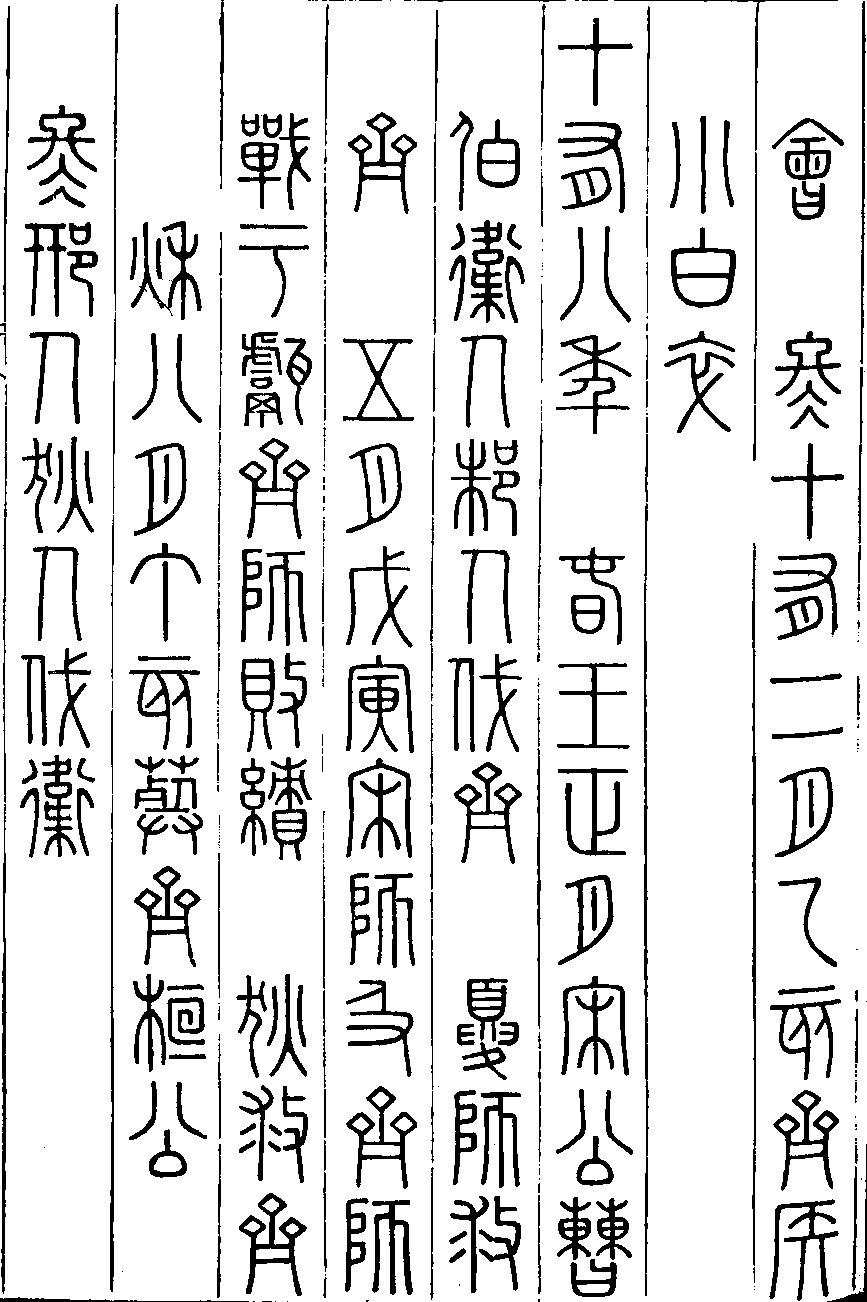 會　冬十有二月乙亥齊侯
小白卒
十有八年　春王正月宋公曹
伯衛人邾人伐齊　夏師救
齊　五月戊寅宋師及齊師
戰于甗齊師敗績　狄救齊
秋八月丁亥葬齊桓公
冬邢人狄人伐衛